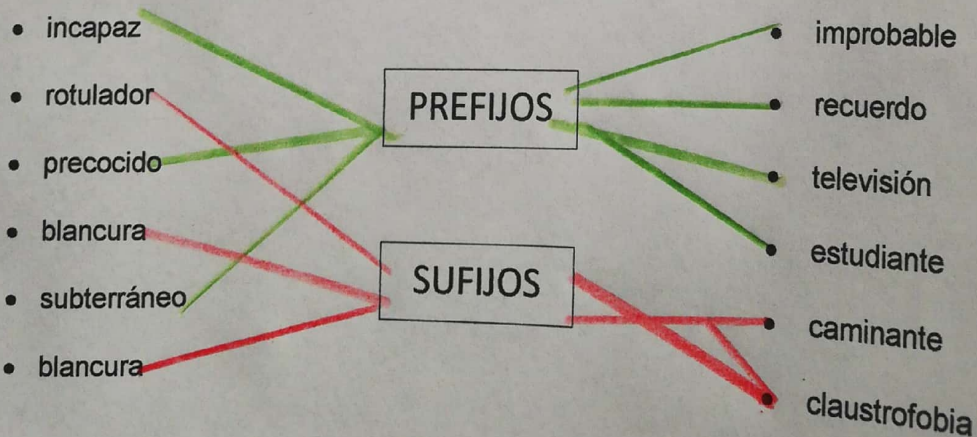 • incapaz
• rotulador
• precocido
• blancura
• subterráneo
• blancura
PREFIJOS
SUFIJOS
• improbable
• recuerdo
• televisión
• estudiante
• caminante
• claustrofobia